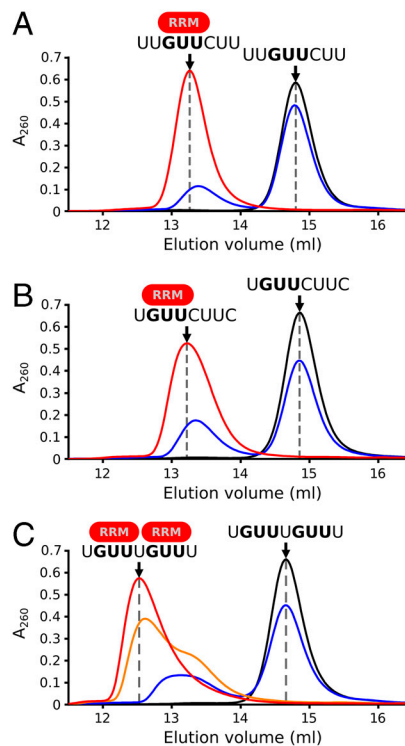 A
RRM
UUGUUCUU
UUGUUCUU
0.7
0.6
0.5
0.4
0.3
0.2
0.1
0
A260
12 13 14 15 16
Elution volume (ml)
B
RRM
UGUUCUUC
UGUUCUUC
0.7
0.6
0.5
0.4
0.3
0.2
0.1
0
A260
12 13 14 15 16
Elution volume (ml)
C
RRM RRM
UGUUUGUUU
UGUUUGUUU
0.7
0.6
0.5
0.4
0.3
0.2
0.1
0
A260
12 13 14 15 16
Elution volume (ml)